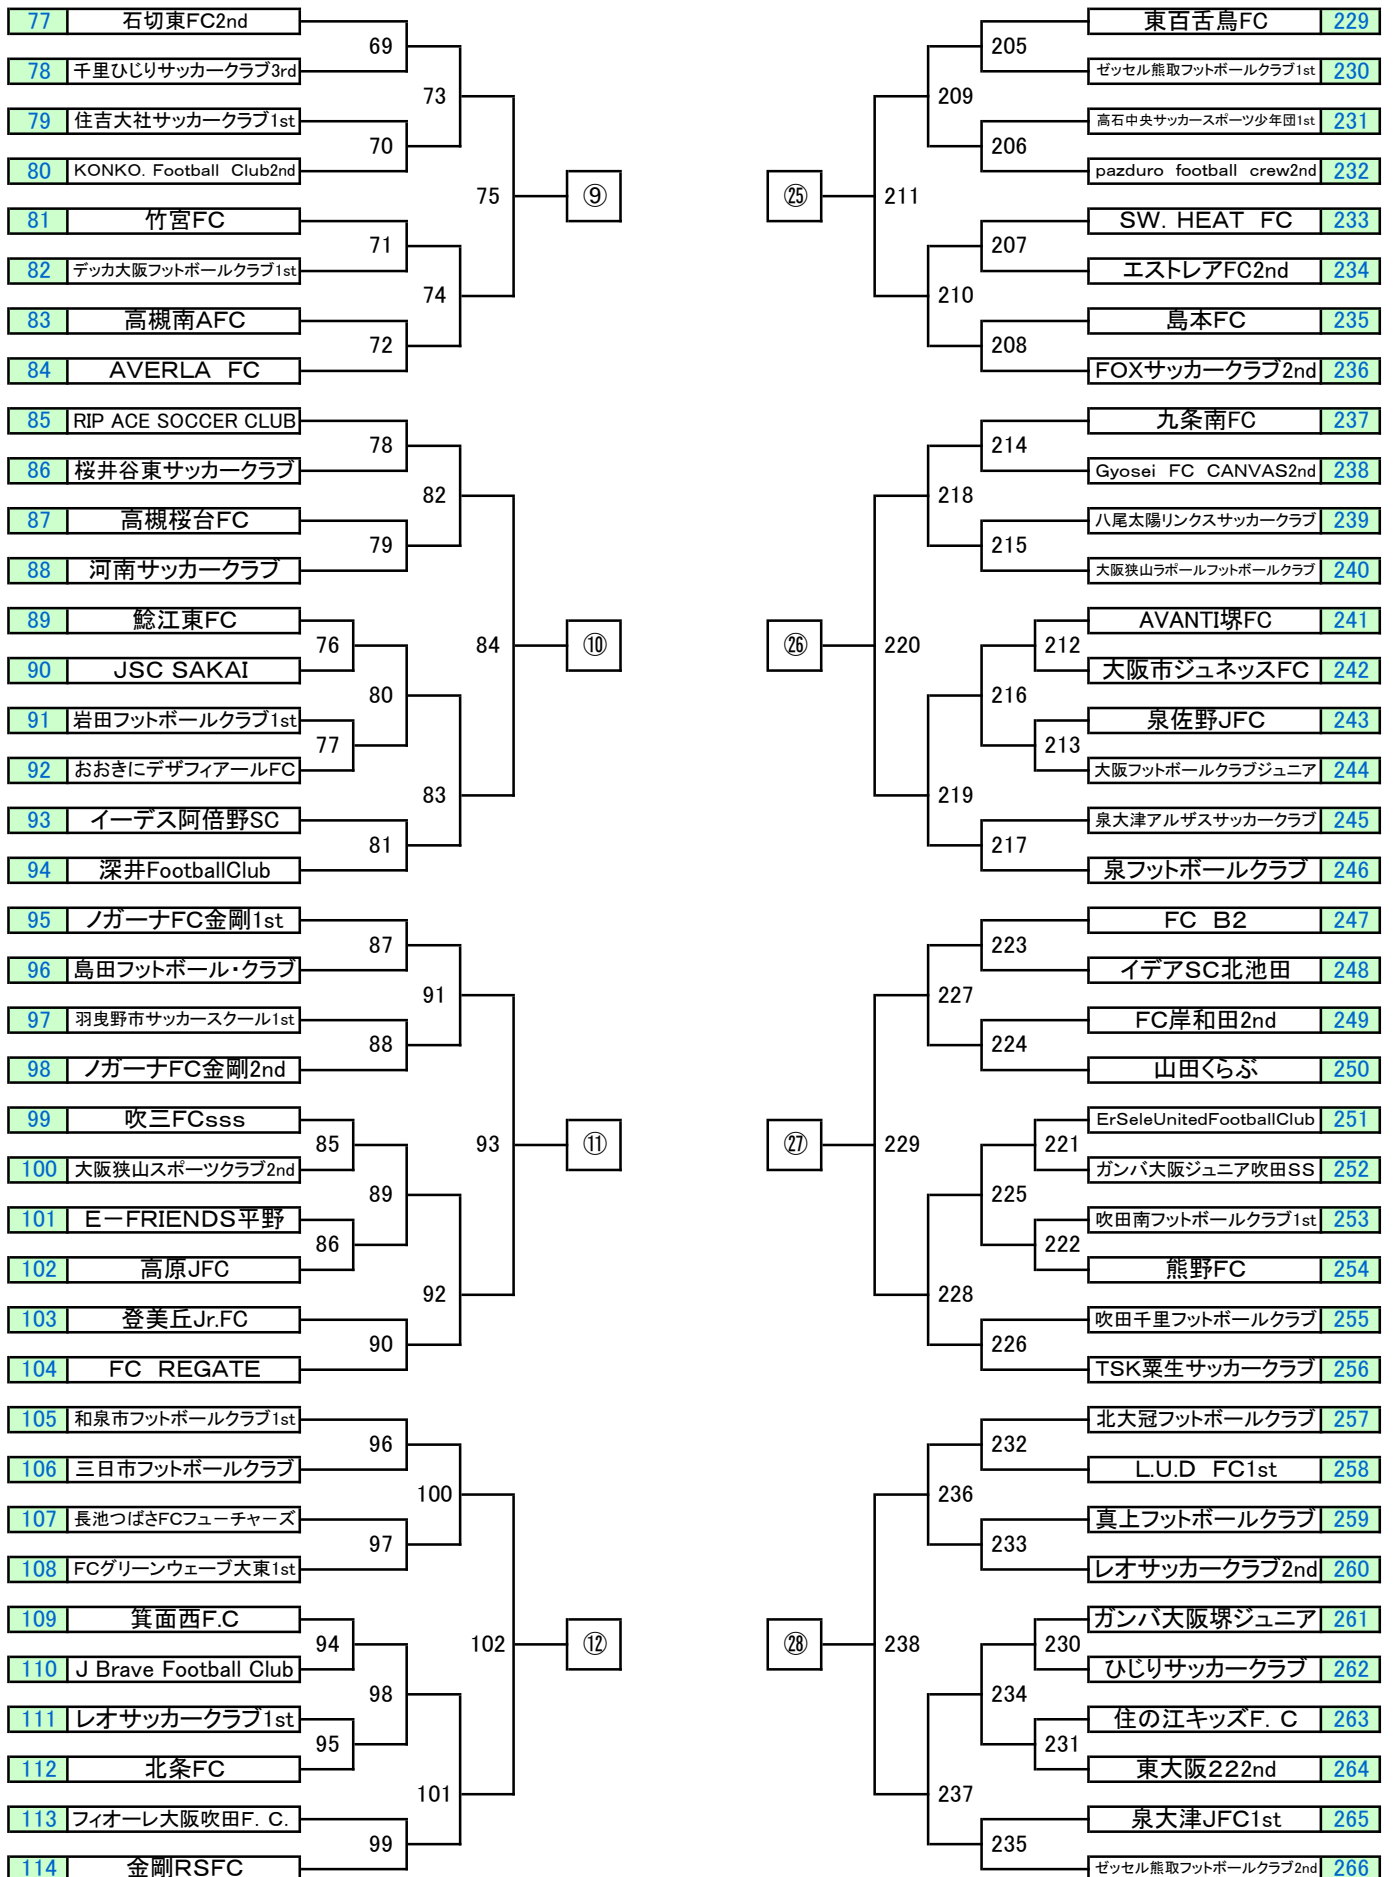 77 石切東FC2nd
69
78 千里ひじりサッカークラブ3rd
73
79 住吉大社サッカークラブ1st
70
80 KONKO. Football Club2nd
75
⑨
81 竹宮FC
71
82 デッカ大阪フットボールクラブ1st
74
83 高槻南AFC
72
84 AVERLA FC
85 RIP ACE SOCCER CLUB
78
86 桜井谷東サッカークラブ
82
87 高槻桜台FC
79
88 河南サッカークラブ
89 鯰江東FC
76
84
⑩
90 JSC SAKAI
80
91 岩田フットボールクラブ1st
77
92 おおきにデザフィアールFC
83
93 イーデス阿倍野SC
81
94 深井FootballClub
95 ノガーナFC金剛1st
87
96 島田フットボール・クラブ
91
97 羽曳野市サッカースクール1st
88
98 ノガーナFC金剛2nd
99 吹三FCsss
85
93
⑪
100 大阪狭山スポーツクラブ2nd
89
101 E－FRIENDS平野
86
102 高原JFC
92
103 登美丘Jr.FC
90
104 FC REGATE
105 和泉市フットボールクラブ1st
96
106 三日市フットボールクラブ
100
107 長池つばさFCフューチャーズ
97
108 FCグリーンウェーブ大東1st
109 箕面西F.C
94
102
⑫
110 J Brave Football Club
98
111 レオサッカークラブ1st
95
112 北条FC
101
113 フィオーレ大阪吹田F. C.
99
114 金剛RSFC
東百舌鳥FC 229
205
ゼッセル熊取フットボールクラブ1st 230
209
高石中央サッカースポーツ少年団1st 231
206
pazduro football crew2nd 232
㉕
211
SW. HEAT FC 233
207
エストレアFC2nd 234
210
島本FC 235
208
FOXサッカークラブ2nd 236
九条南FC 237
214
Gyosei FC CANVAS2nd 238
218
八尾太陽リンクスサッカークラブ 239
215
大阪狭山ラポールフットボールクラブ 240
AVANTI堺FC 241
㉖
220
212
大阪市ジュネッスFC 242
216
泉佐野JFC 243
213
大阪フットボールクラブジュニア 244
219
泉大津アルザスサッカークラブ 245
217
泉フットボールクラブ 246
FC B2 247
223
イデアSC北池田 248
227
FC岸和田2nd 249
224
山田くらぶ 250
ErSeleUnitedFootballClub 251
㉗
229
221
ガンバ大阪ジュニア吹田SS 252
225
吹田南フットボールクラブ1st 253
222
熊野FC 254
228
吹田千里フットボールクラブ 255
226
TSK粟生サッカークラブ 256
北大冠フットボールクラブ 257
232
L.U.D FC1st 258
236
真上フットボールクラブ 259
233
レオサッカークラブ2nd 260
ガンバ大阪堺ジュニア 261
㉘
238
230
ひじりサッカークラブ 262
234
住の江キッズF. C 263
231
東大阪222nd 264
237
泉大津JFC1st 265
235
ゼッセル熊取フットボールクラブ2nd 266